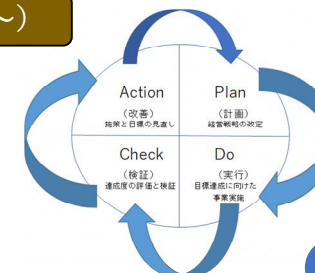 ～）
Action
（改善）
施策と目標の見直し
Plan
（計画）
経営戦略の改定
Check
（検証）
達成度の評価と検証
Do
（実行）
目標達成に向けた
事業実施